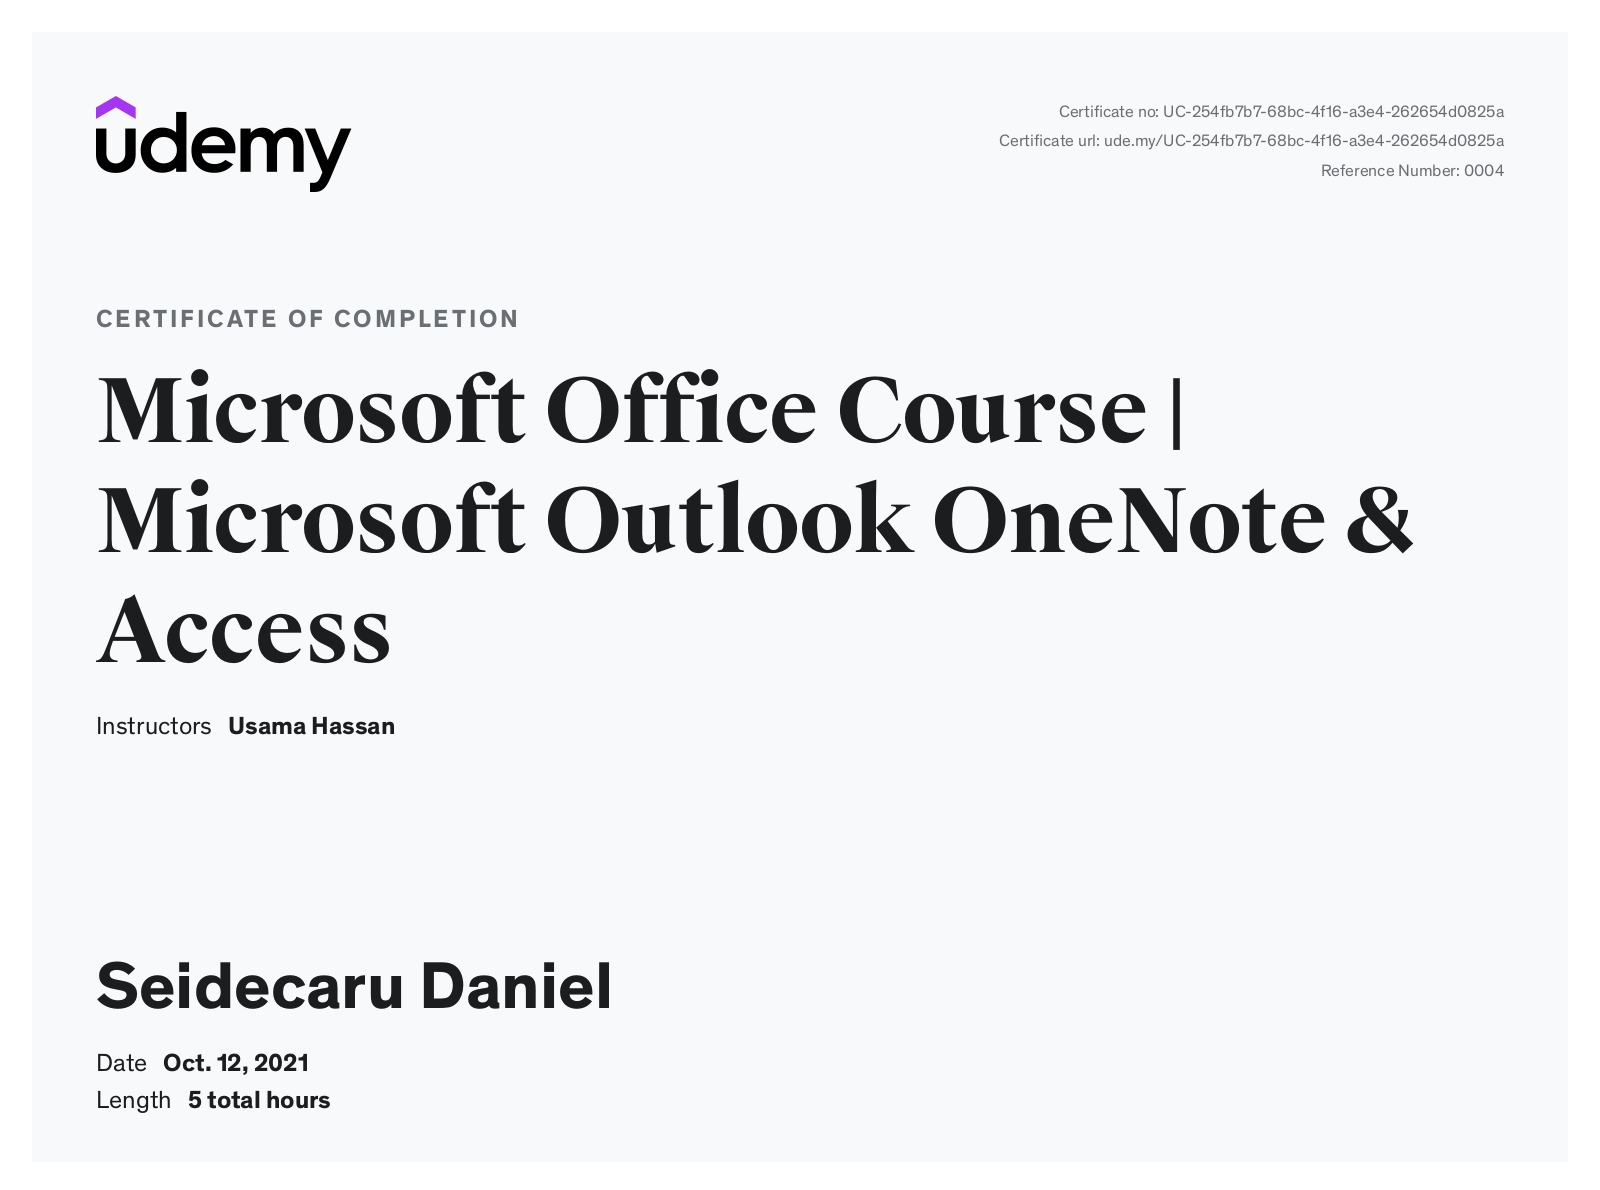 udemy
Certificate no: UC-254fb7b7-68bc-4f16-a3e4-262654d0825a
Certificate url: ude.my/UC-254fb7b7-68bc-4f16-a3e4-262654d0825a
Reference Number: 0004
CERTIFICATE OF COMPLETION
Microsoft Office Course |
Microsoft Outlook OneNote &
Access
Instructors Usama Hassan
Seidecaru Daniel
Date Oct. 12, 2021
Length 5 total hours